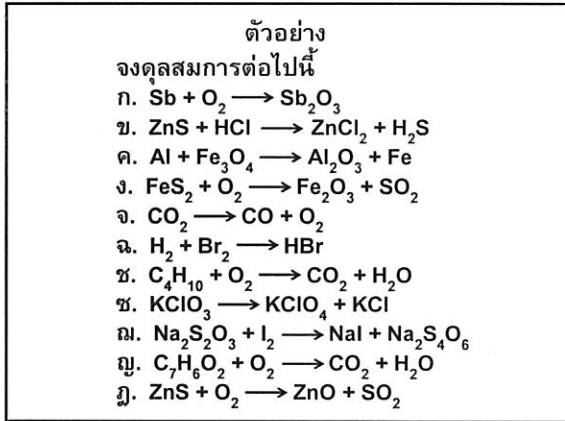 ตัวอย่าง
จงดุลสมการต่อไปนี้
ก. Sb + O₂ ⟶ Sb₂O₃
ข. ZnS + HCl ⟶ ZnCl₂ + H₂S
ค. Al + Fe₃O₄ ⟶ Al₂O₃ + Fe
ง. FeS₂ + O₂ ⟶ Fe₂O₃ + SO₂
จ. CO₂ ⟶ CO + O₂
ฉ. H₂ + Br₂ ⟶ HBr
ช. C₄H₁₀ + O₂ ⟶ CO₂ + H₂O
ซ. KClO₃ ⟶ KClO₄ + KCl
ฌ. Na₂S₂O₃ + I₂ ⟶ NaI + Na₂S₄O₆
ญ. C₇H₆O₂ + O₂ ⟶ CO₂ + H₂O
ฎ. ZnS + O₂ ⟶ ZnO + SO₂